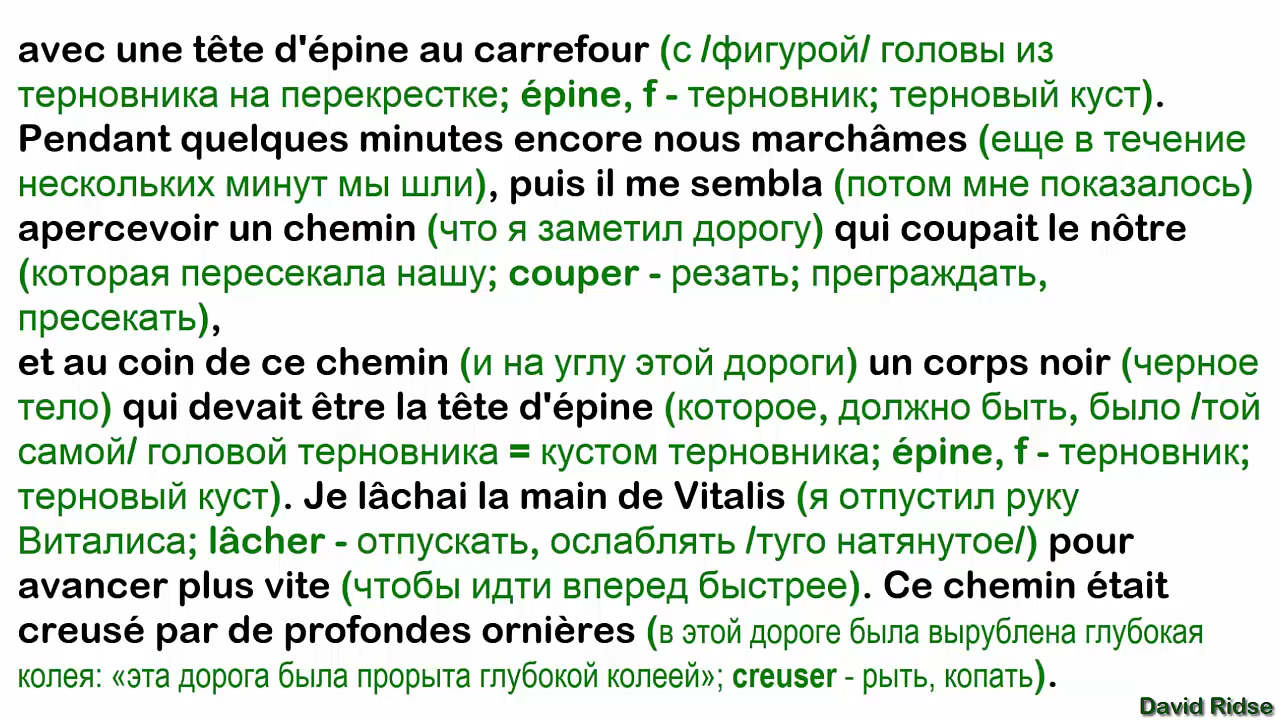 avec une tête d'épine au carrefour (с /фигурой/ головы из
терновника на перекрестке; épine, f - терновник; терновый куст).
Pendant quelques minutes encore nous marchâmes (еще в течение
нескольких минут мы шли), puis il me sembla (потом мне показалось)
apercevoir un chemin (что я заметил дорогу) qui coupait le nôtre
(которая пересекала нашу; couper - резать; преграждать,
пресекать),
et au coin de ce chemin (и на углу этой дороги) un corps noir (черное
тело) qui devait être la tête d'épine (которое, должно быть, было /той
самой/ головой терновника = кустом терновника; épine, f - терновник;
терновый куст). Je lâchai la main de Vitalis (я отпустил руку
Виталиса; lâcher - отпускать, ослаблять /туго натянутое/) pour
avancer plus vite (чтобы идти вперед быстрее). Ce chemin était
creusé par de profondes ornières (в этой дороге была вырублена глубокая
колея: «эта дорога была прорыта глубокой колеей»; creuser - рыть, копать).
David Ridse